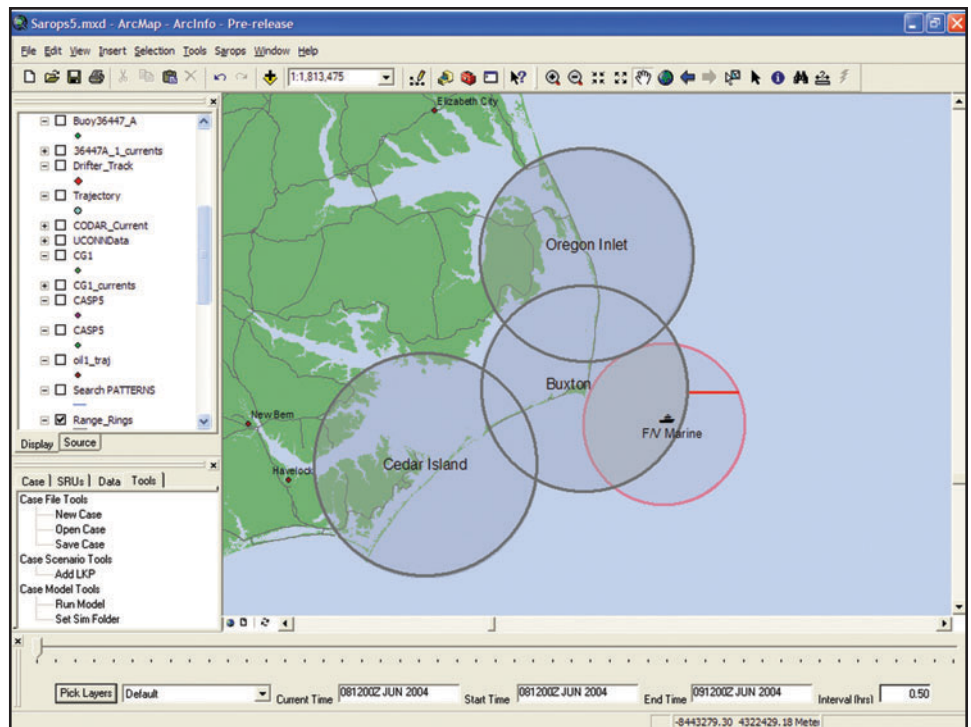 Sarops5.mxd - ArcMap - ArcInfo - Pre-release
File Edit View Insert Selection Tools Sarops Window Help
1:1,813,475
Buoy36447_A
36447A_1_currents
Drifter_Track
Trajectory
CODAR_Current
UCONNData
CG1
CG1_currents
CASP5
CASP5
oil1_traj
Search PATTERNS
Range_Rings
Display Source
Case SRUs Data Tools
Case File Tools
New Case
Open Case
Save Case
Case Scenario Tools
Add LKP
Case Model Tools
Run Model
Set Sim Folder
Elizabeth City
Oregon Inlet
Buxton
F/V Marine
New Bern
Cedar Island
Havelock
Pick Layers Default Current Time 081200Z JUN 2004 Start Time 081200Z JUN 2004 End Time 091200Z JUN 2004 Interval (hrs) 0.50
-8443279.30 4322429.18 Meter